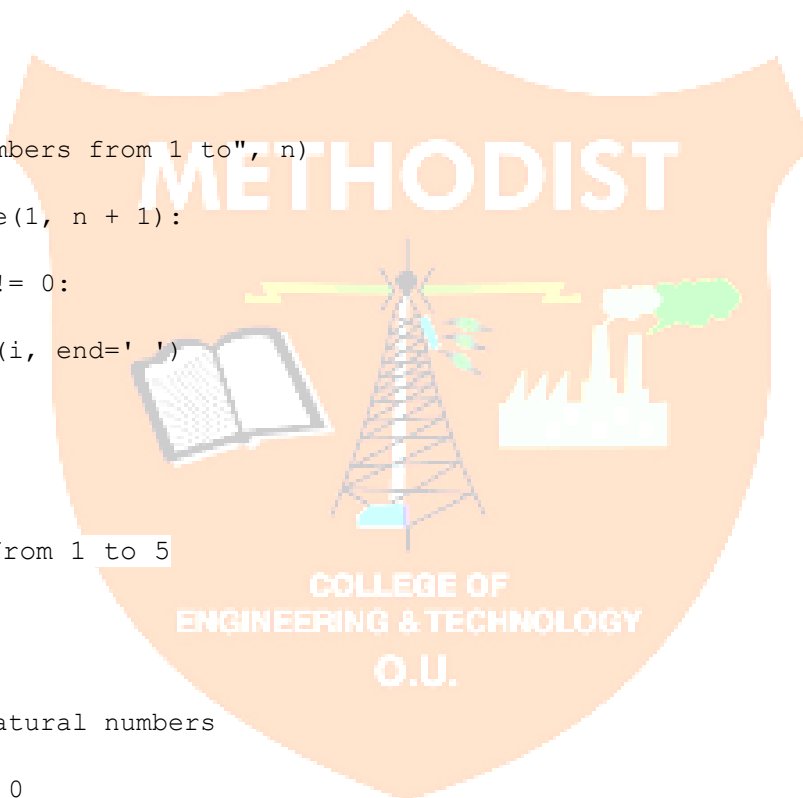 mbers from 1 to", n)
METHODIST
e(1, n + 1):
!= 0:
(i, end=' ')
from 1 to 5
COLLEGE OF
ENGINEERING & TECHNOLOGY
O.U.
atural numbers
0